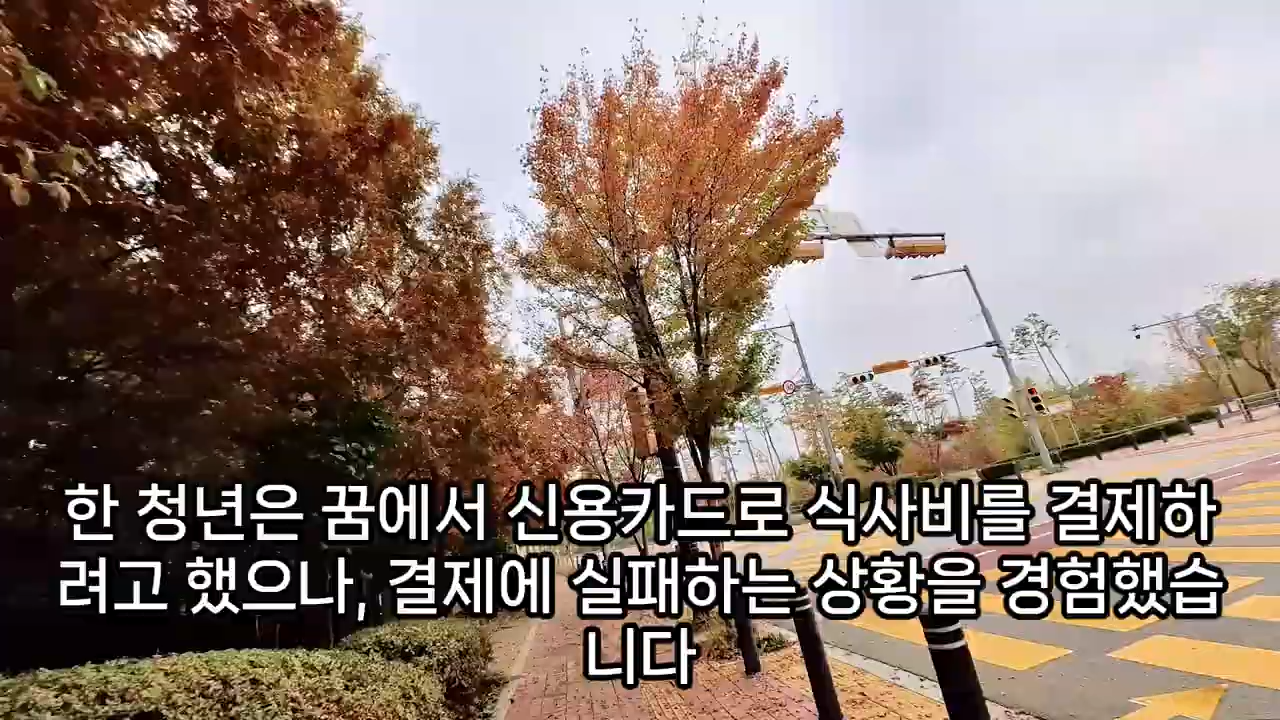 한 청년은 꿈에서 신용카드로 식사비를 결제하
려고 했으나, 결제에 실패하는 상황을 경험했습
니다